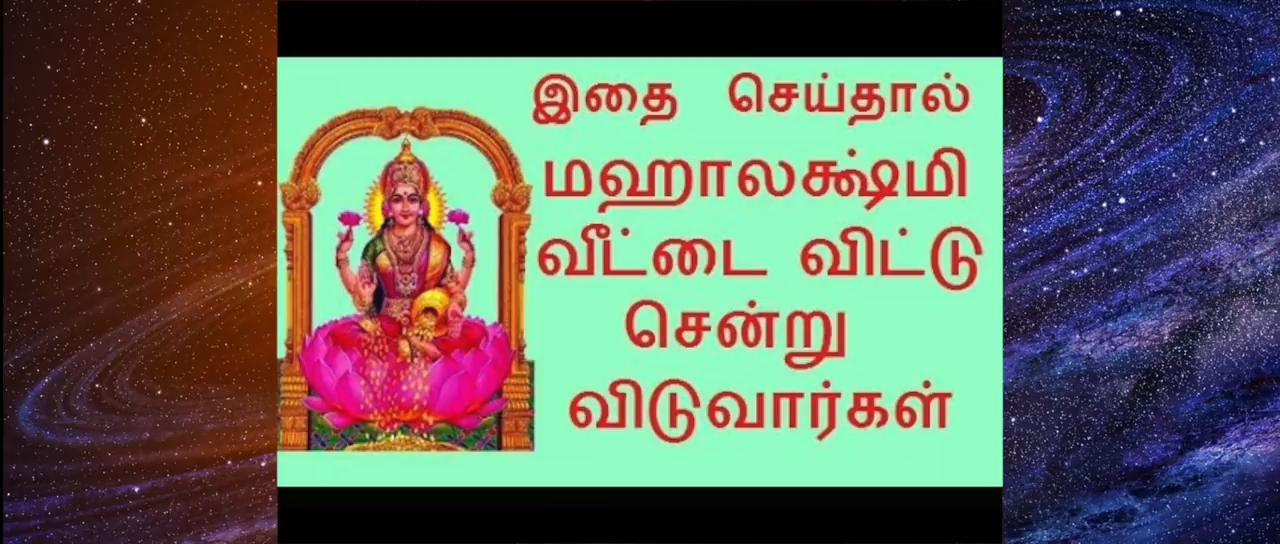 இதை செய்தால்
மஹாலக்ஷ்மி
வீட்டை விட்டு
சென்று
விடுவார்கள்